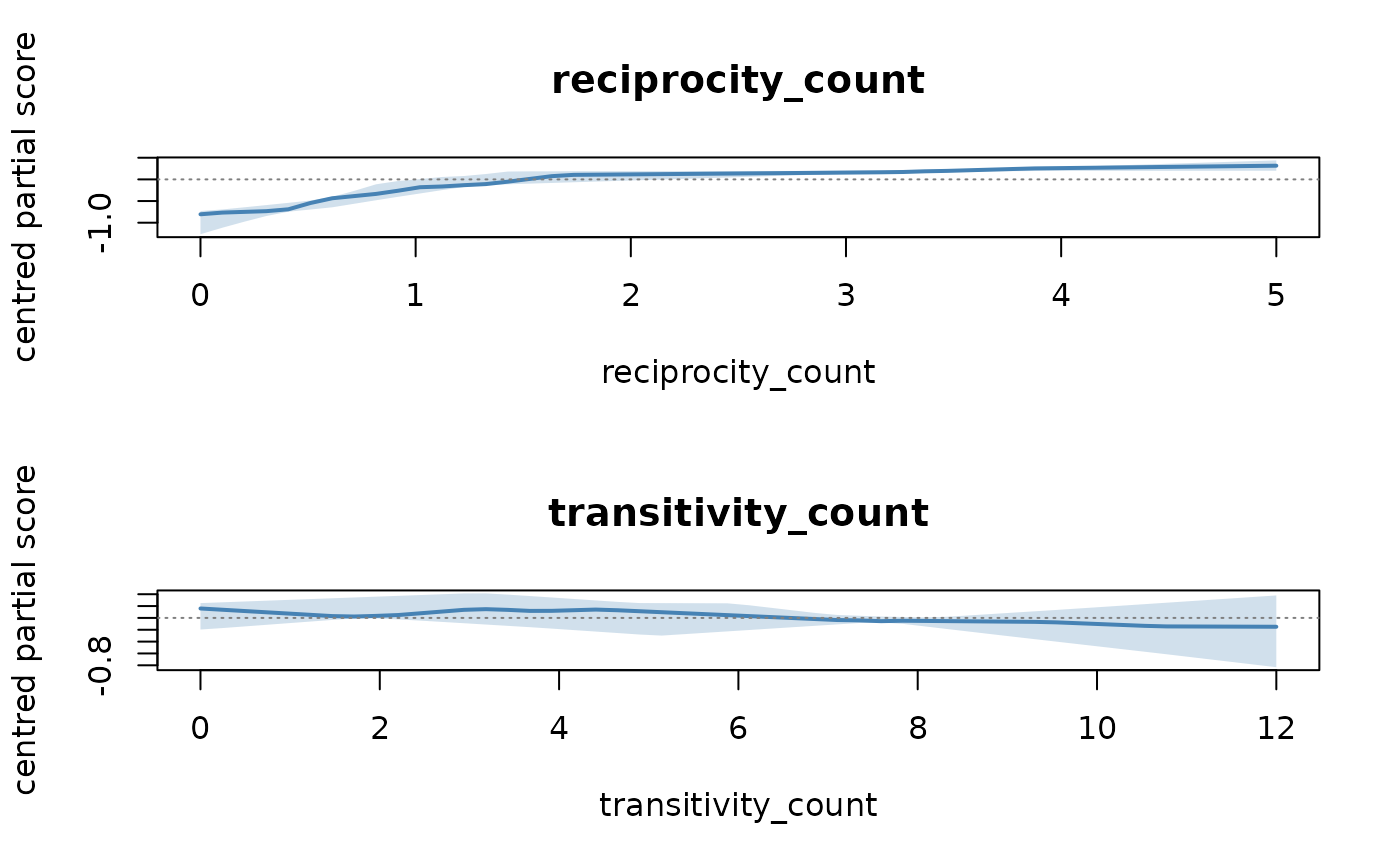 reciprocity_count
centred partial score
-1.0
0 1 2 3 4 5
reciprocity_count
transitivity_count
centred partial score
-0.8
0 2 4 6 8 10 12
transitivity_count